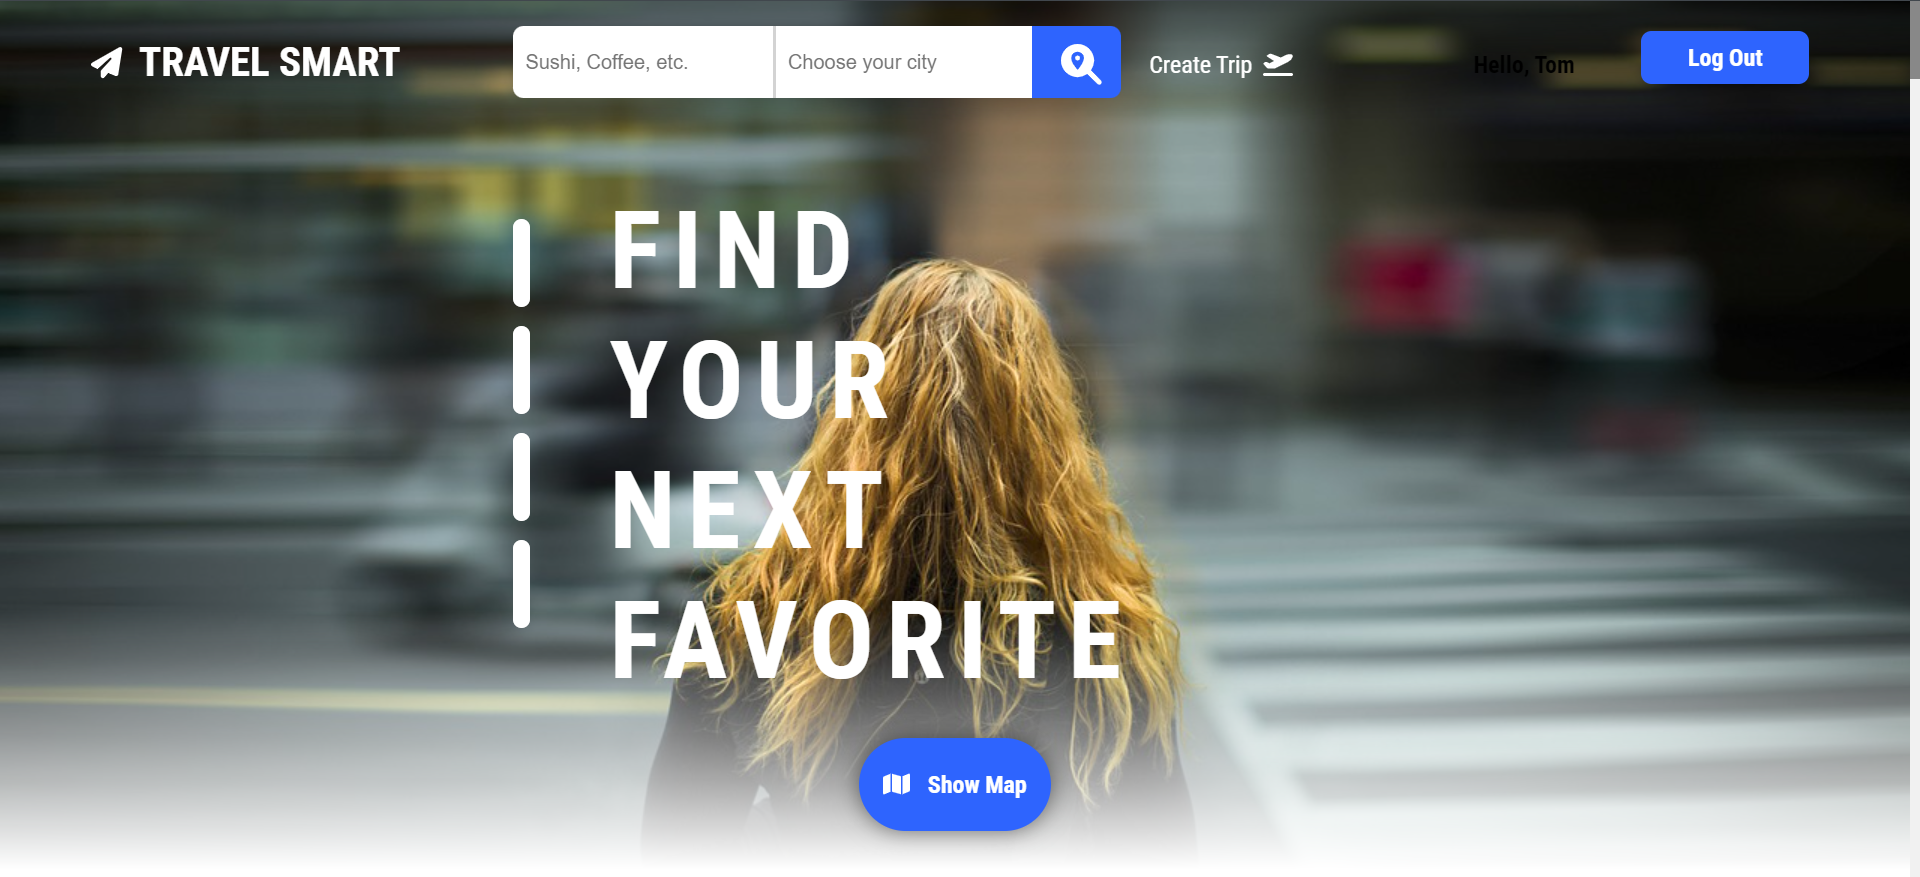 TRAVEL SMART
Sushi, Coffee, etc.
Choose your city
Create Trip
Hello, Tom
Log Out
FIND
YOUR
NEXT
FAVORITE
Show Map